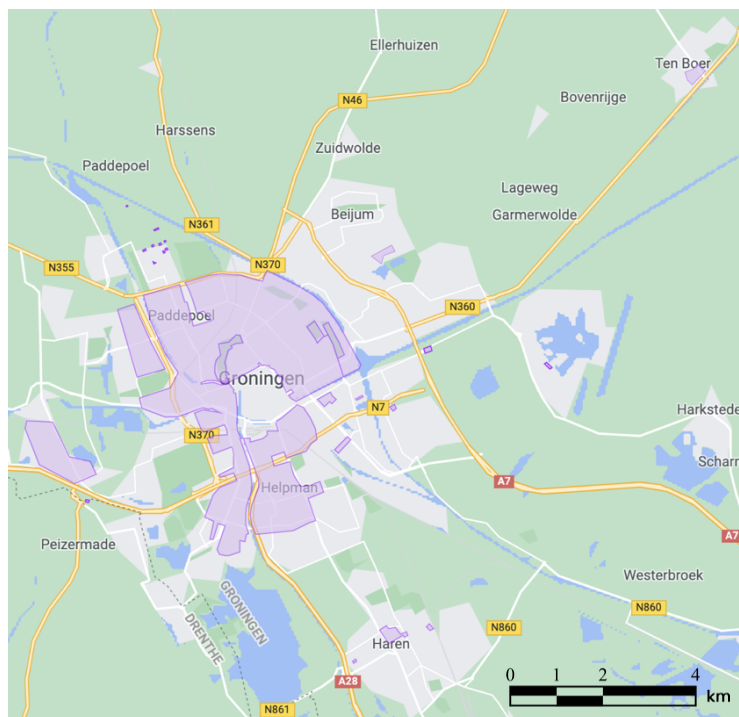 Ellerhuizen
Ten Boer
N46
Bovenrijge
Harssens
Zuidwolde
Paddepoel
Lageweg
Beijum
Garmerwolde
N361
N355
N370
N360
Paddepoel
Groningen
N7
Harkstede
N370
Scharm
A7
Helpman
A7
Peizermade
Westerbroek
GRONINGEN
DRENTHE
N860
N860
Haren
A28
N861
0 1 2 4
km